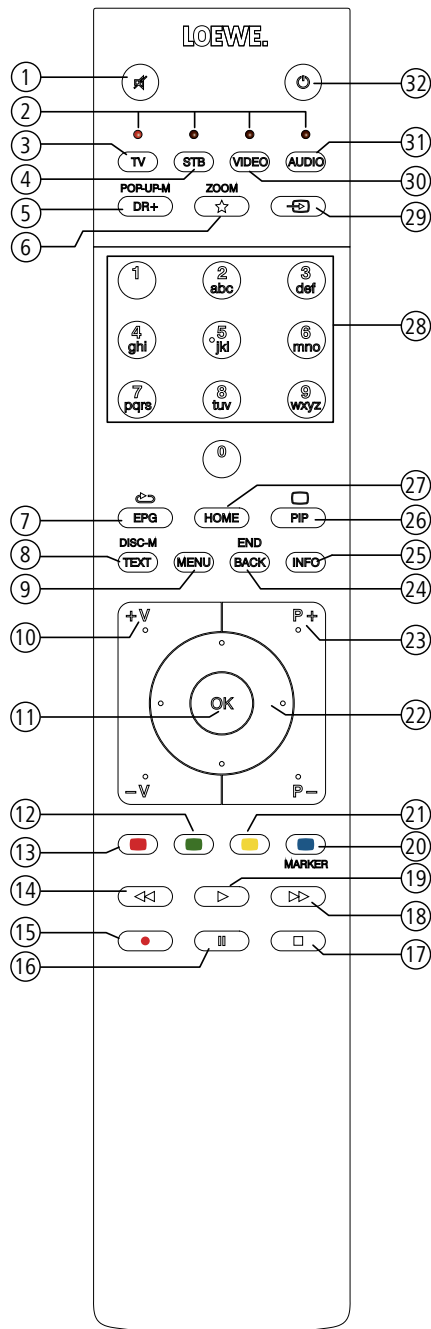 LOEWE.
1
32
2
3
TV
STB
VIDEO
AUDIO
31
4
30
POP-UP-M
ZOOM
5
DR+
29
6
1
2
abc
3
def
28
4
ghi
5
jkl
6
mno
7
pqrs
8
tuv
9
wxyz
0
27
7
EPG
HOME
PIP
26
DISC-M
END
8
TEXT
MENU
BACK
INFO
25
9
24
+V
P+
10
23
11
OK
22
-V
P-
12
21
13
20
MARKER
14
19
18
15
16
17